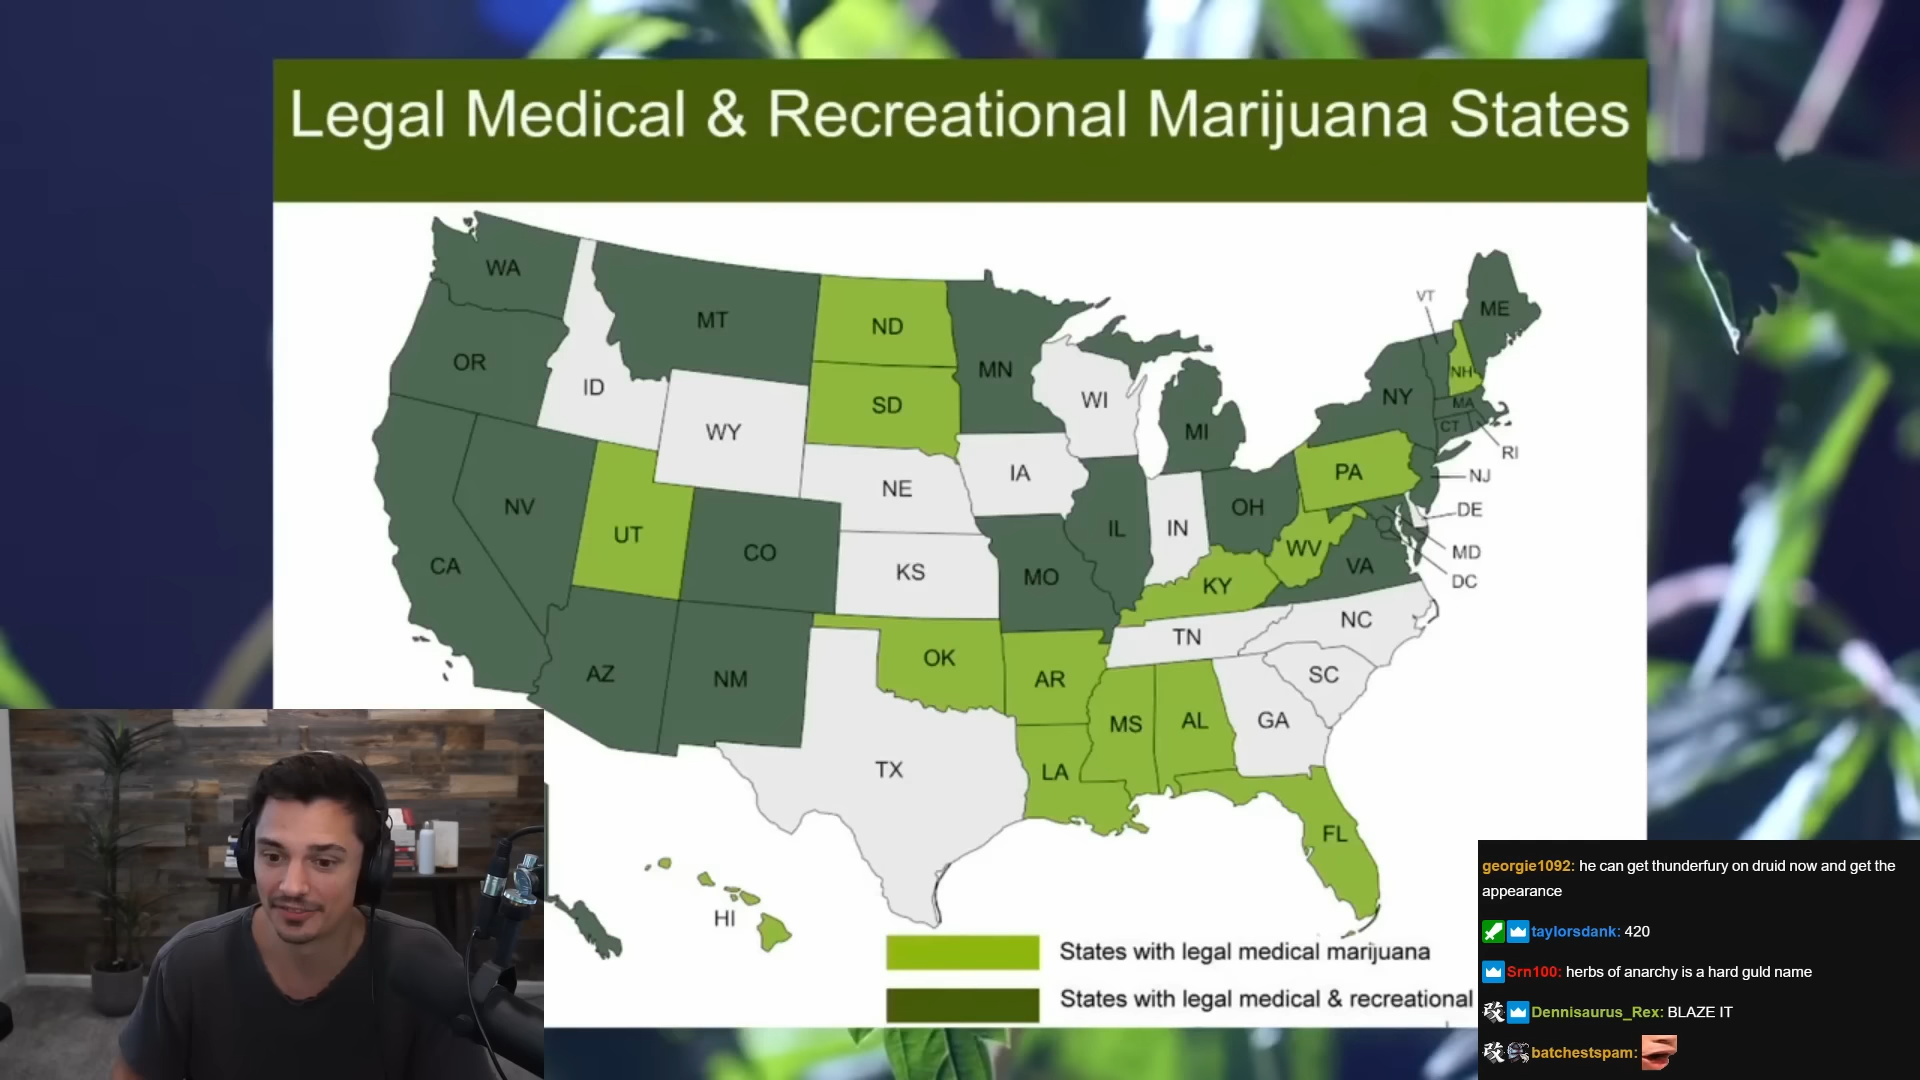 Legal Medical & Recreational Marijuana States
WA
MT
ND
MN
VT
ME
OR
ID
SD
WI
NH
WY
MI
NY
MA
CT
RI
NV
UT
CO
NE
IA
IL
IN
OH
PA
NJ
DE
MD
DC
CA
KS
MO
KY
WV
VA
AZ
NM
OK
AR
TN
NC
SC
MS
AL
GA
TX
LA
FL
HI
States with legal medical marijuana
States with legal medical & recreational
georgie1092: he can get thunderfury on druid now and get the
appearance
taylorsdank: 420
Srn100: herbs of anarchy is a hard guld name
改 Dennisaurus_Rex: BLAZE IT
改 batchestspam: